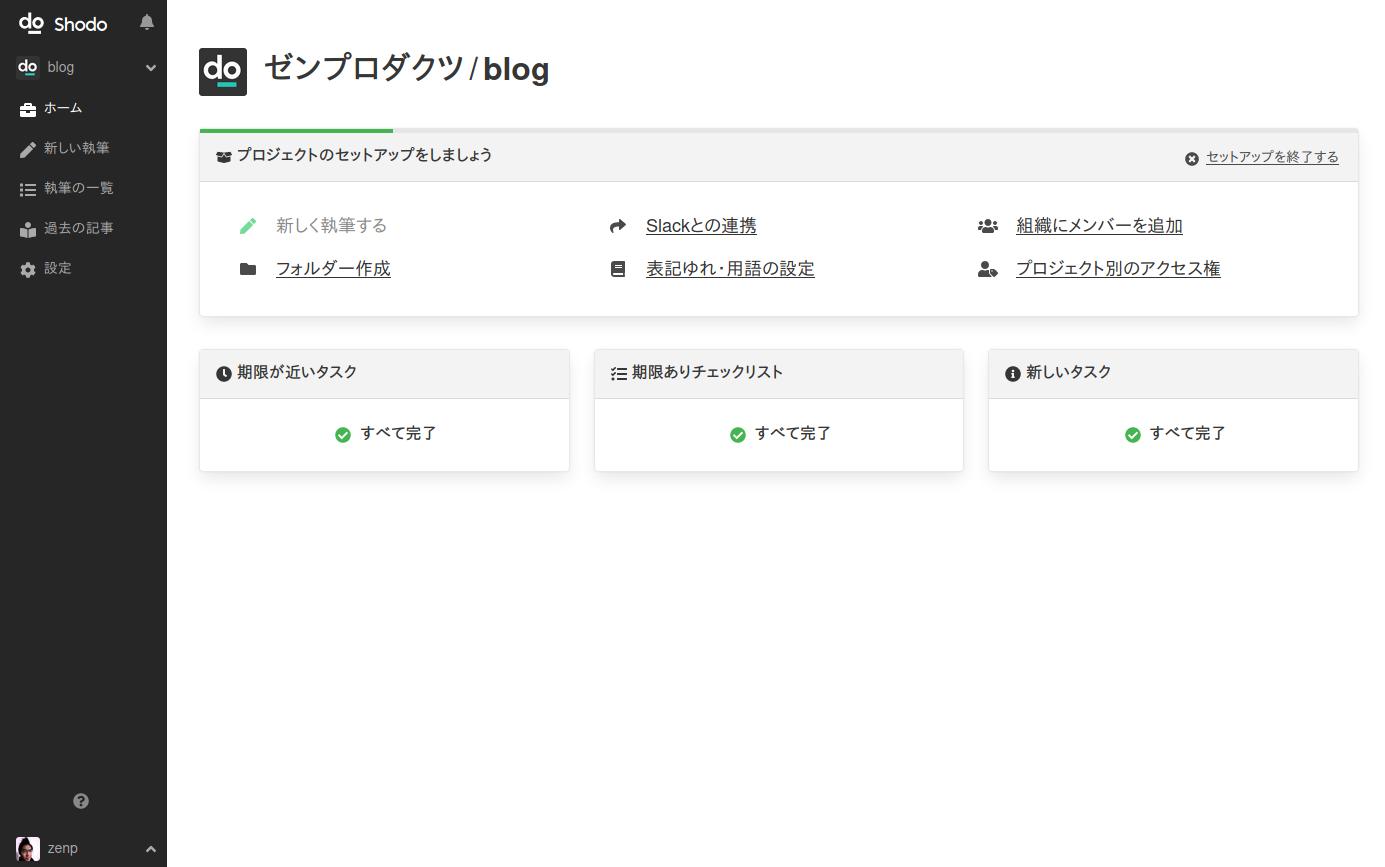 do Shodo
do blog
ホーム
新しい執筆
執筆の一覧
過去の記事
設定
zenp
do ゼンプロダクツ / blog
プロジェクトのセットアップをしましょう
セットアップを終了する
新しく執筆する
Slackとの連携
組織にメンバーを追加
フォルダー作成
表記ゆれ・用語の設定
プロジェクト別のアクセス権
期限が近いタスク
すべて完了
期限ありチェックリスト
すべて完了
新しいタスク
すべて完了